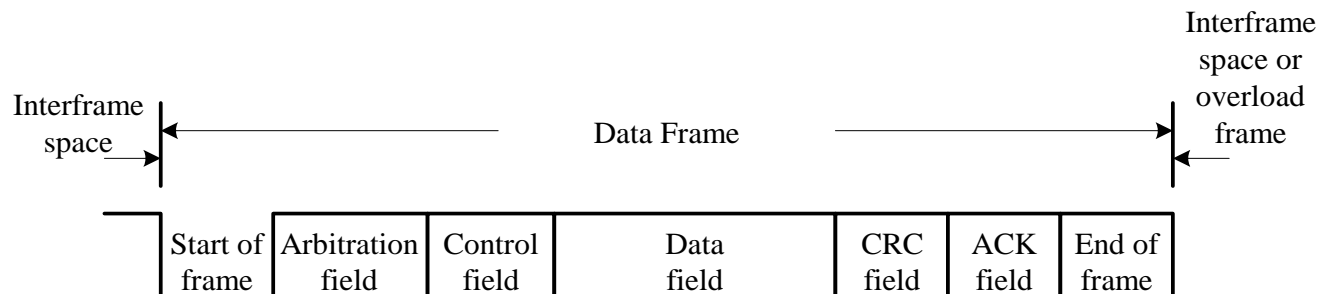 Interframe
space
Data Frame
Interframe
space or
overload
frame
Start of
frame
Arbitration
field
Control
field
Data
field
CRC
field
ACK
field
End of
frame